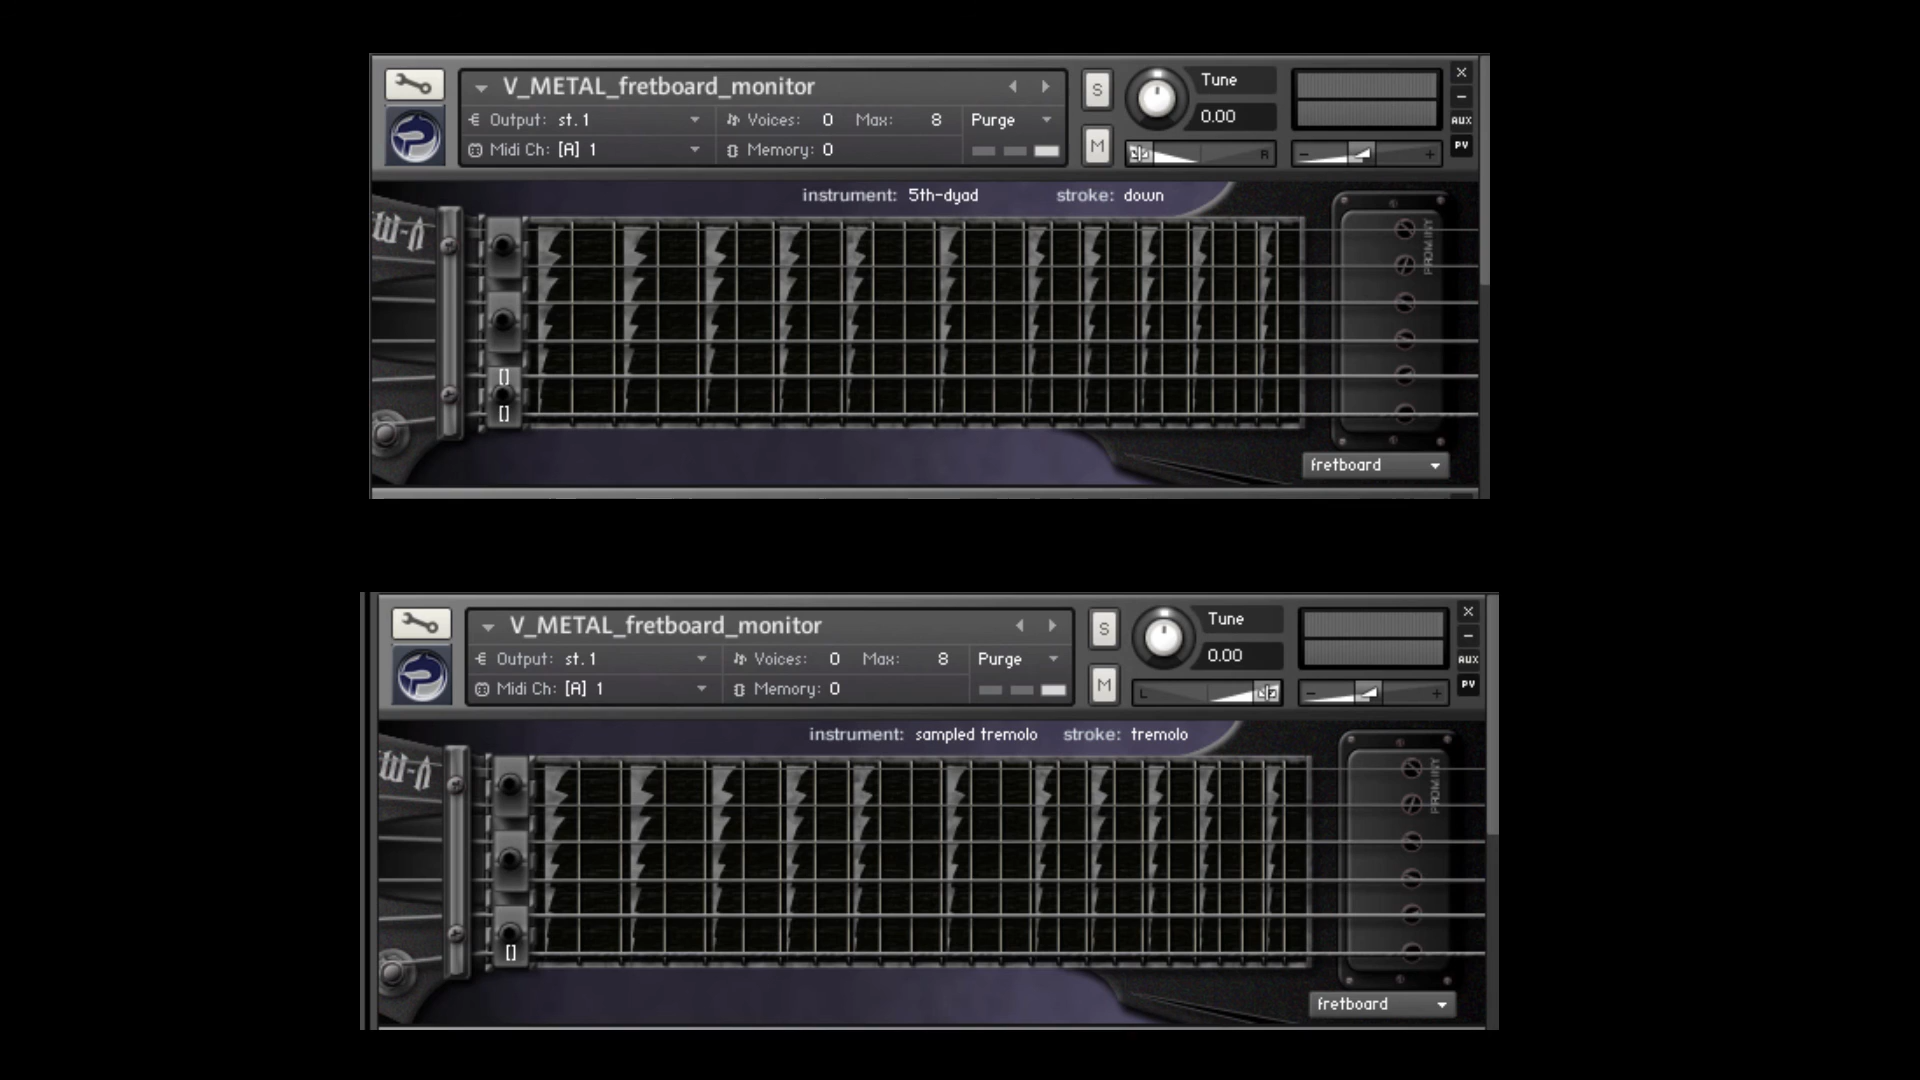 V_METAL_fretboard_monitor
S
Tune
0.00
Output: st.1
Voices: 0 Max: 8
Purge
AUX
Midi Ch: [A] 1
Memory: 0
M
R
PV
instrument: 5th-dyad stroke: down
V-M
PROMINY
[]
[]
fretboard
V_METAL_fretboard_monitor
S
Tune
0.00
Output: st.1
Voices: 0 Max: 8
Purge
AUX
Midi Ch: [A] 1
Memory: 0
M
L
PV
instrument: sampled tremolo stroke: tremolo
V-M
PROMINY
[]
fretboard